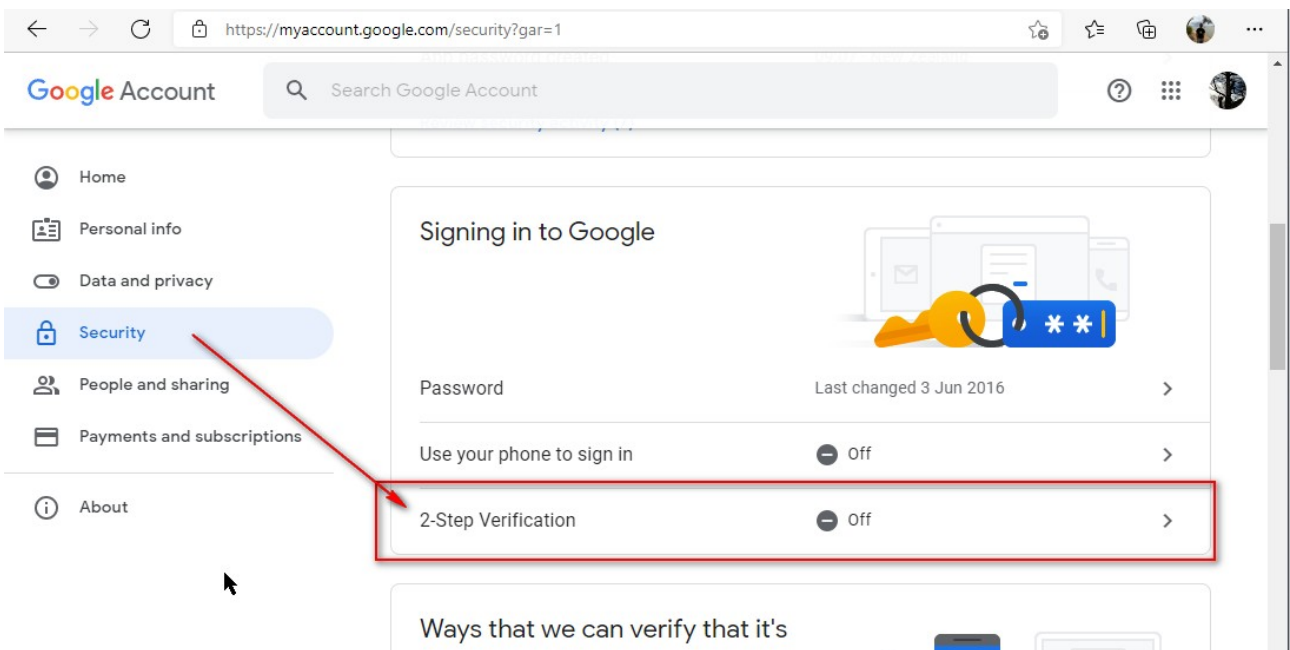 https://myaccount.google.com/security?gar=1
Google Account
Search Google Account
Home
Personal info
Data and privacy
Security
People and sharing
Payments and subscriptions
About
Signing in to Google
**
Password Last changed 3 Jun 2016
Use your phone to sign in Off
2-Step Verification Off
Ways that we can verify that it's